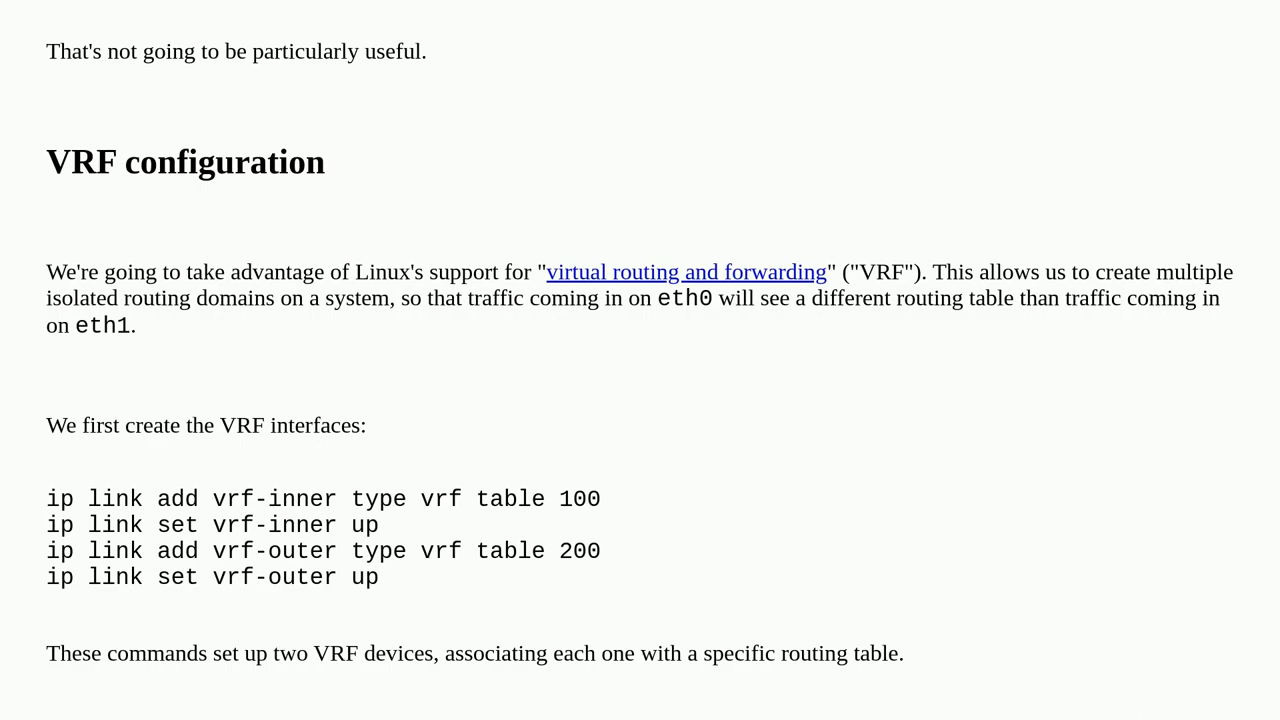 That's not going to be particularly useful.
VRF configuration
We're going to take advantage of Linux's support for "virtual routing and forwarding" ("VRF"). This allows us to create multiple
isolated routing domains on a system, so that traffic coming in on eth0 will see a different routing table than traffic coming in
on eth1.
We first create the VRF interfaces:
ip link add vrf-inner type vrf table 100
ip link set vrf-inner up
ip link add vrf-outer type vrf table 200
ip link set vrf-outer up
These commands set up two VRF devices, associating each one with a specific routing table.